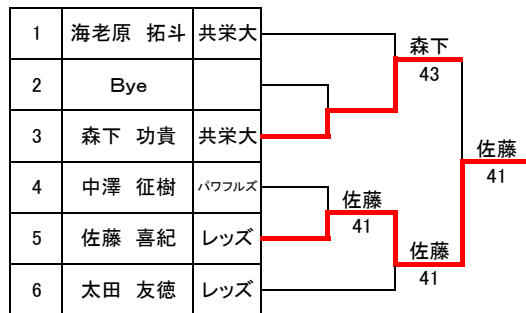 1 海老原 拓斗 共栄大
2 Bye
3 森下 功貴 共栄大
4 中澤 征樹 パワフルズ
5 佐藤 喜紀 レッズ
6 太田 友徳 レッズ
森下
43
佐藤
41
佐藤
41
佐藤
41